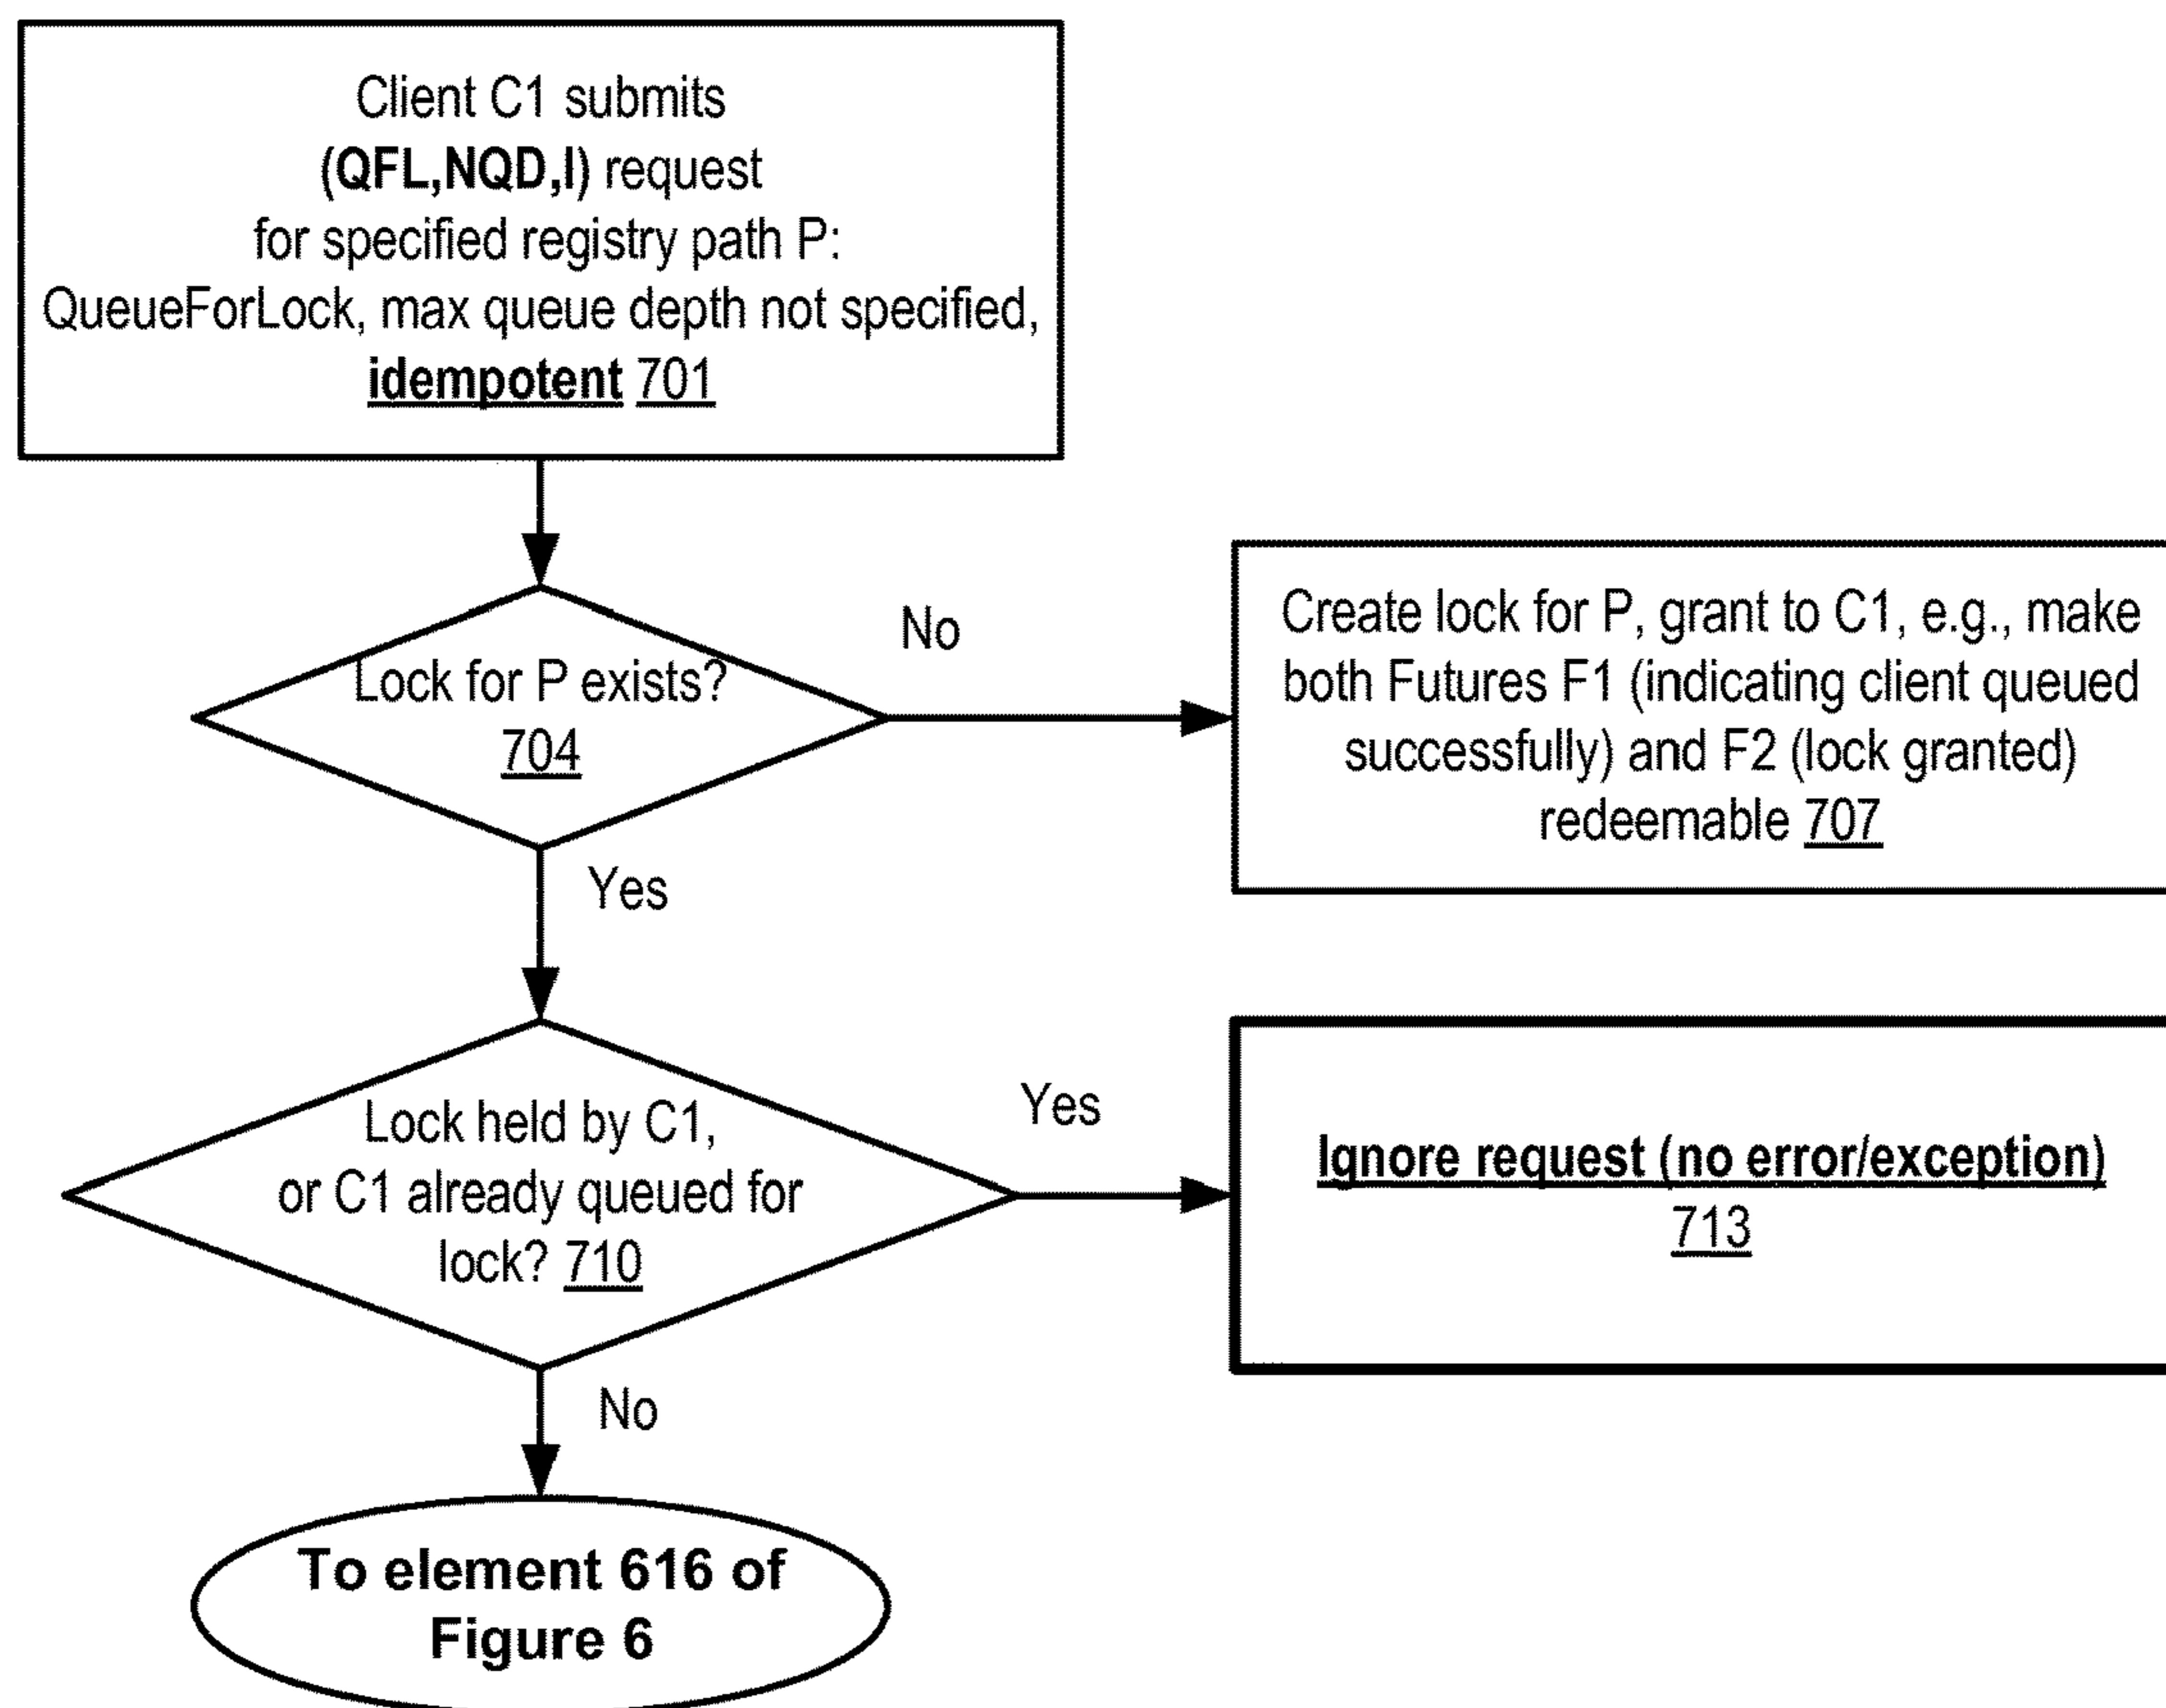 Client C1 submits
(QFL,NQD,I) request
for specified registry path P:
QueueForLock, max queue depth not specified,
idempotent 701
Lock for P exists?
704
No
Create lock for P, grant to C1, e.g., make
both Futures F1 (indicating client queued
successfully) and F2 (lock granted)
redeemable 707
Yes
Lock held by C1,
or C1 already queued for
lock? 710
Yes
Ignore request (no error/exception)
713
No
To element 616 of
Figure 6